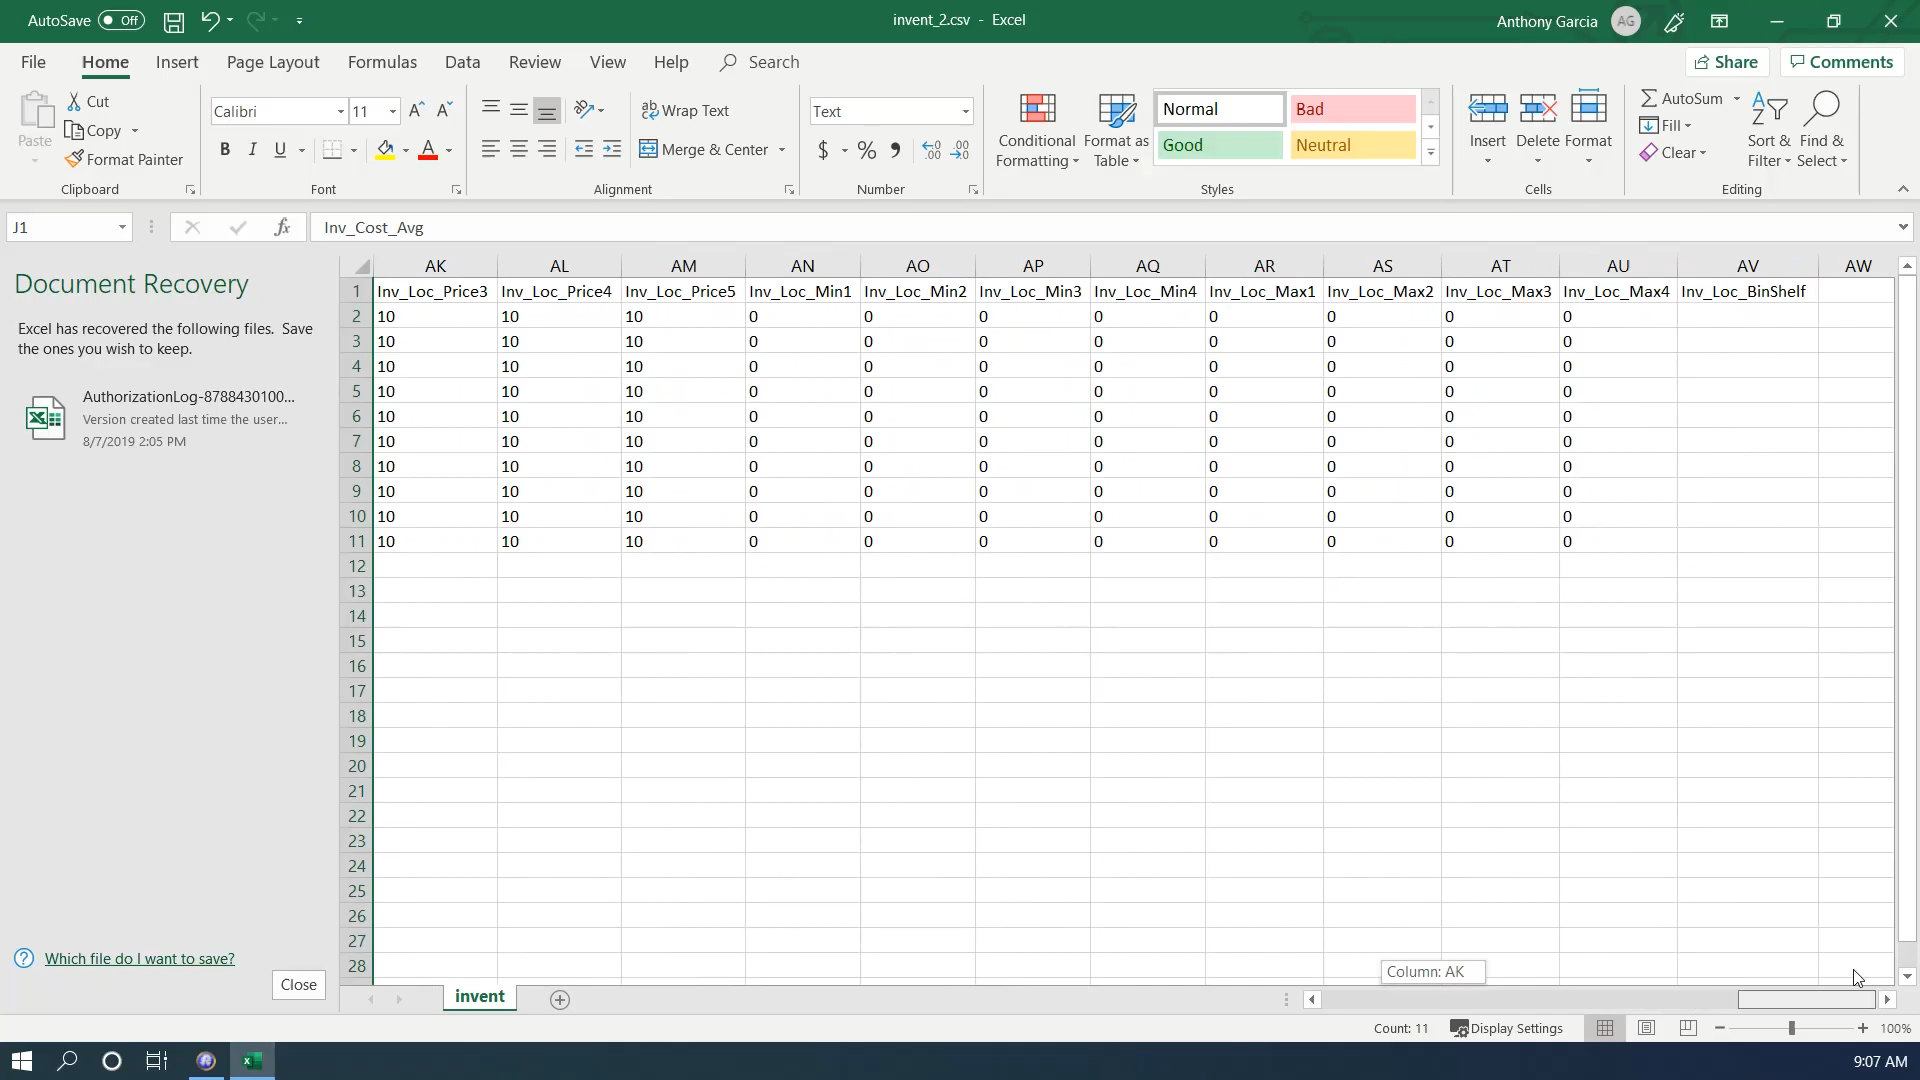 AutoSave Off invent_2.csv - Excel Anthony Garcia AG
File Home Insert Page Layout Formulas Data Review View Help Search Share Comments
Paste Cut Copy Format Painter Clipboard
Calibri 11 B I U Font
Wrap Text Merge & Center Alignment
Text $ % Number
Conditional Formatting Format as Table Normal Bad Good Neutral Styles
Insert Delete Format Cells
AutoSum Fill Clear Sort & Filter Find & Select Editing
J1 fx Inv_Cost_Avg
Document Recovery
Excel has recovered the following files. Save
the ones you wish to keep.
AuthorizationLog-8788430100...
Version created last time the user...
8/7/2019 2:05 PM
Which file do I want to save?
Close
AK AL AM AN AO AP AQ AR AS AT AU AV AW
1 Inv_Loc_Price3 Inv_Loc_Price4 Inv_Loc_Price5 Inv_Loc_Min1 Inv_Loc_Min2 Inv_Loc_Min3 Inv_Loc_Min4 Inv_Loc_Max1 Inv_Loc_Max2 Inv_Loc_Max3 Inv_Loc_Max4 Inv_Loc_BinShelf
2 10 10 10 0 0 0 0 0 0 0 0
3 10 10 10 0 0 0 0 0 0 0 0
4 10 10 10 0 0 0 0 0 0 0 0
5 10 10 10 0 0 0 0 0 0 0 0
6 10 10 10 0 0 0 0 0 0 0 0
7 10 10 10 0 0 0 0 0 0 0 0
8 10 10 10 0 0 0 0 0 0 0 0
9 10 10 10 0 0 0 0 0 0 0 0
10 10 10 10 0 0 0 0 0 0 0 0
11 10 10 10 0 0 0 0 0 0 0 0
12
13
14
15
16
17
18
19
20
21
22
23
24
25
26
27
28
Column: AK
invent
Count: 11 Display Settings 100%
9:07 AM